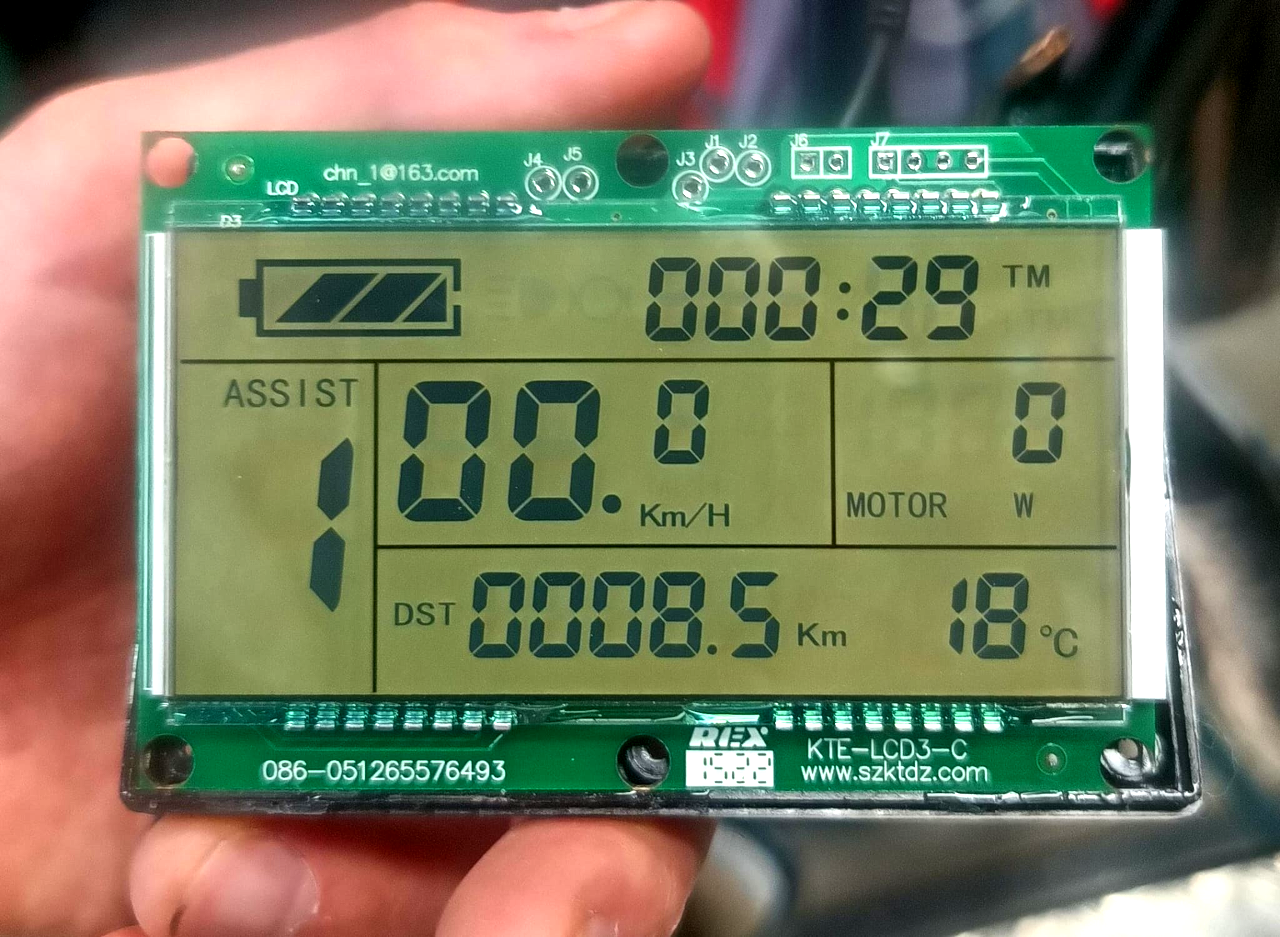 J4 J5 J3 J1 J2 J6 J7
chn_1@163.com
LCD
D3
000:29 TM
ASSIST
1
00.0 Km/H
0
MOTOR W
DST 0008.5 Km 18 °C
REX
086-051265576493
KTE-LCD3-C
www.szktdz.com